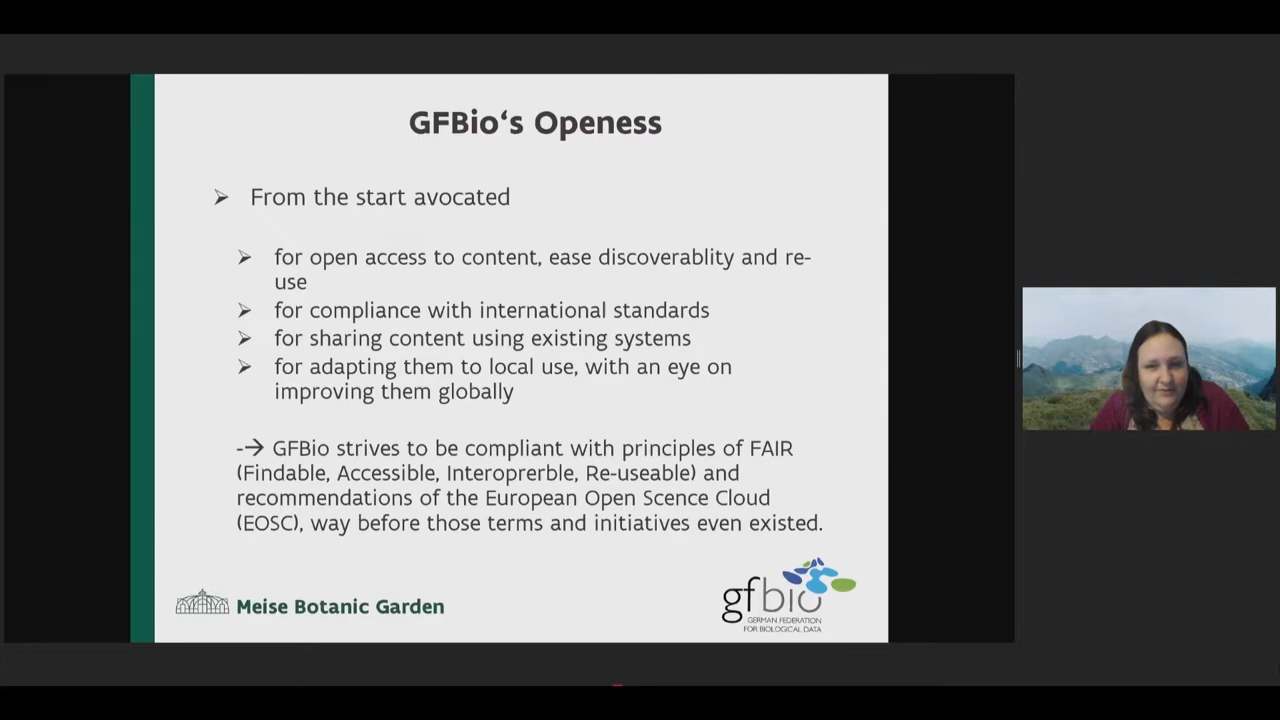 GFBio‘s Openess
➢ From the start avocated
➢ for open access to content, ease discoverablity and re-
use
➢ for compliance with international standards
➢ for sharing content using existing systems
➢ for adapting them to local use, with an eye on
improving them globally
-→ GFBio strives to be compliant with principles of FAIR
(Findable, Accessible, Interoprerble, Re-useable) and
recommendations of the European Open Scence Cloud
(EOSC), way before those terms and initiatives even existed.
Meise Botanic Garden
gfbio
GERMAN FEDERATION
FOR BIOLOGICAL DATA